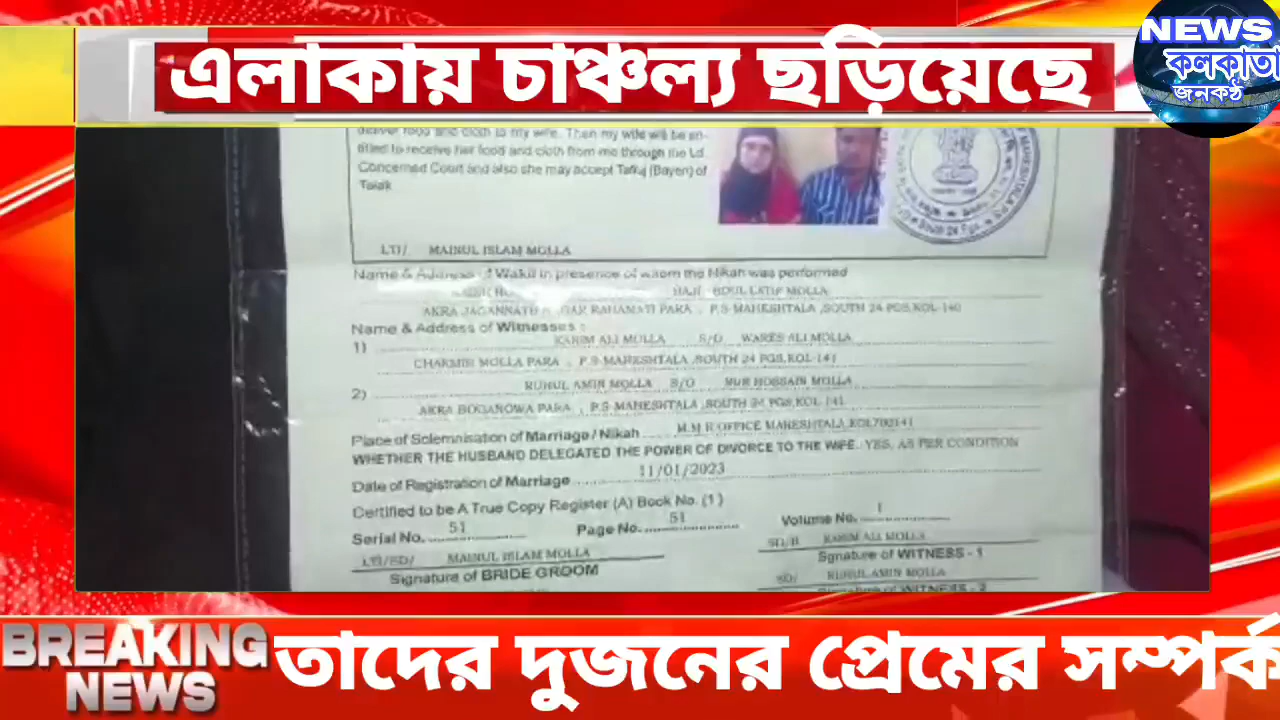 এলাকায় চাঞ্চল্য ছড়িয়েছে
NEWS
কলকাতা
জনকণ্ঠ
deliver food and cloth to my wife. Then my wife will be en-
titled to receive her food and cloth from me through the Ld.
Concerned Court and also she may accept (Bayen) of
Talak
LTI/ MAINUL ISLAM MOLLA
Name & Address of Wakil in presence of whom the Nikah was performed
HAJI LATIF MOLLA
AKRA JAGANNATH RAHAMATI PARA , P.S-MAHESHTALA ,SOUTH 24 PGS,KOL-140
Name & Address of Witnesses :
1) KARIM ALI MOLLA S/O WARES ALI MOLLA
CHAKMIR MOLLA PARA , P.S-MAHESHTALA ,SOUTH 24 PGS,KOL-141
2) RUHUL AMIN MOLLA S/O NUR HOSSAIN MOLLA
AKRA PARA , P.S-MAHESHTALA ,SOUTH 24 PGS,KOL-141
Place of Solemnisation of Marriage / Nikah M.M.R OFFICE MAHESHTALA,KOL700141
WHETHER THE HUSBAND DELEGATED THE POWER OF DIVORCE TO THE WIFE. YES, AS PER CONDITION
Date of Registration of Marriage 11/01/2023
Certified to be A True Copy Register (A) Book No. (1)
Serial No. 51 Page No. 51 Volume No. 1
LTI/SD/ MAINUL ISLAM MOLLA SD/ KARIM ALI MOLLA
Signature of BRIDE GROOM Sgnature of WITNESS - 1
SD/ RUHUL AMIN MOLLA
Signature of WITNESS - 2
BREAKING
NEWS
তাদের দুজনের প্রেমের সম্পর্ক